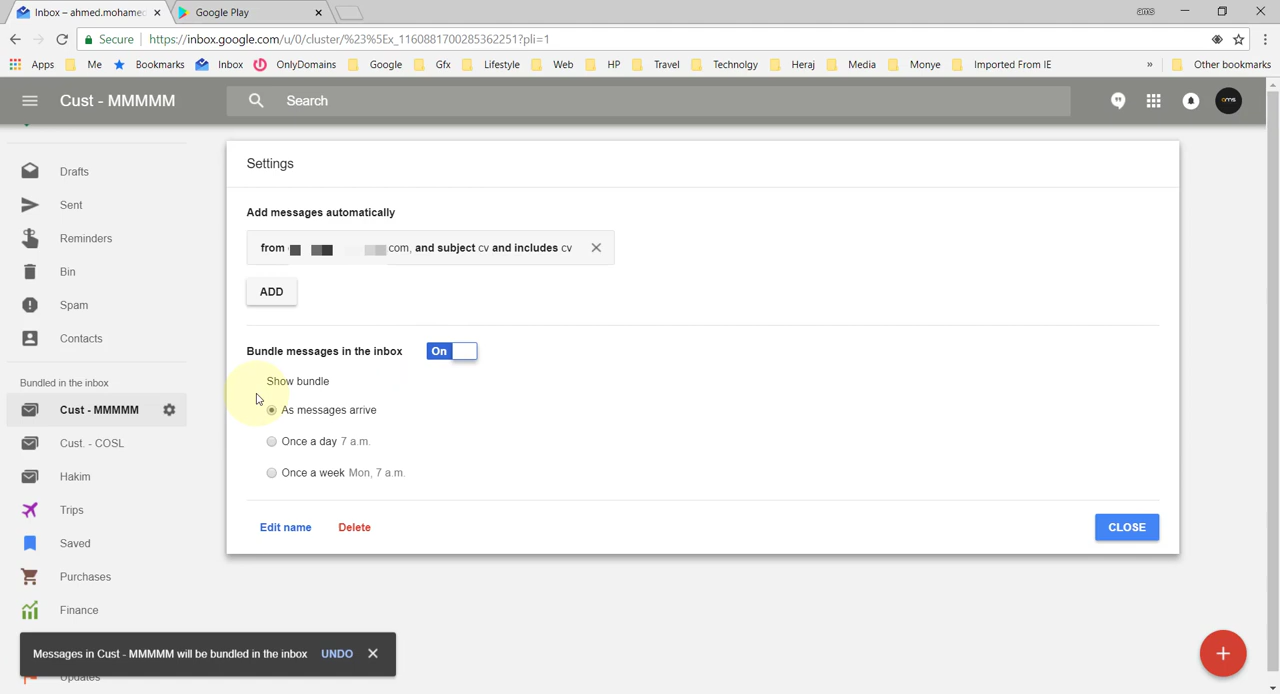 Inbox – ahmed.mohamed
Google Play
ams
Secure
https://inbox.google.com/u/0/cluster/%23%5Ex_1160881700285362251?pli=1
Apps Me Bookmarks Inbox OnlyDomains Google Gfx Lifestyle Web HP Travel Technolgy Heraj Media Monye Imported From IE » Other bookmarks
Cust - MMMMM
Search
ams
Drafts
Sent
Reminders
Bin
Spam
Contacts
Bundled in the inbox
Cust - MMMMM
Cust. - COSL
Hakim
Trips
Saved
Purchases
Finance
Updates
Settings
Add messages automatically
from com, and subject cv and includes cv
ADD
Bundle messages in the inbox On
Show bundle
As messages arrive
Once a day 7 a.m.
Once a week Mon, 7 a.m.
Edit name Delete
CLOSE
Messages in Cust - MMMMM will be bundled in the inbox UNDO